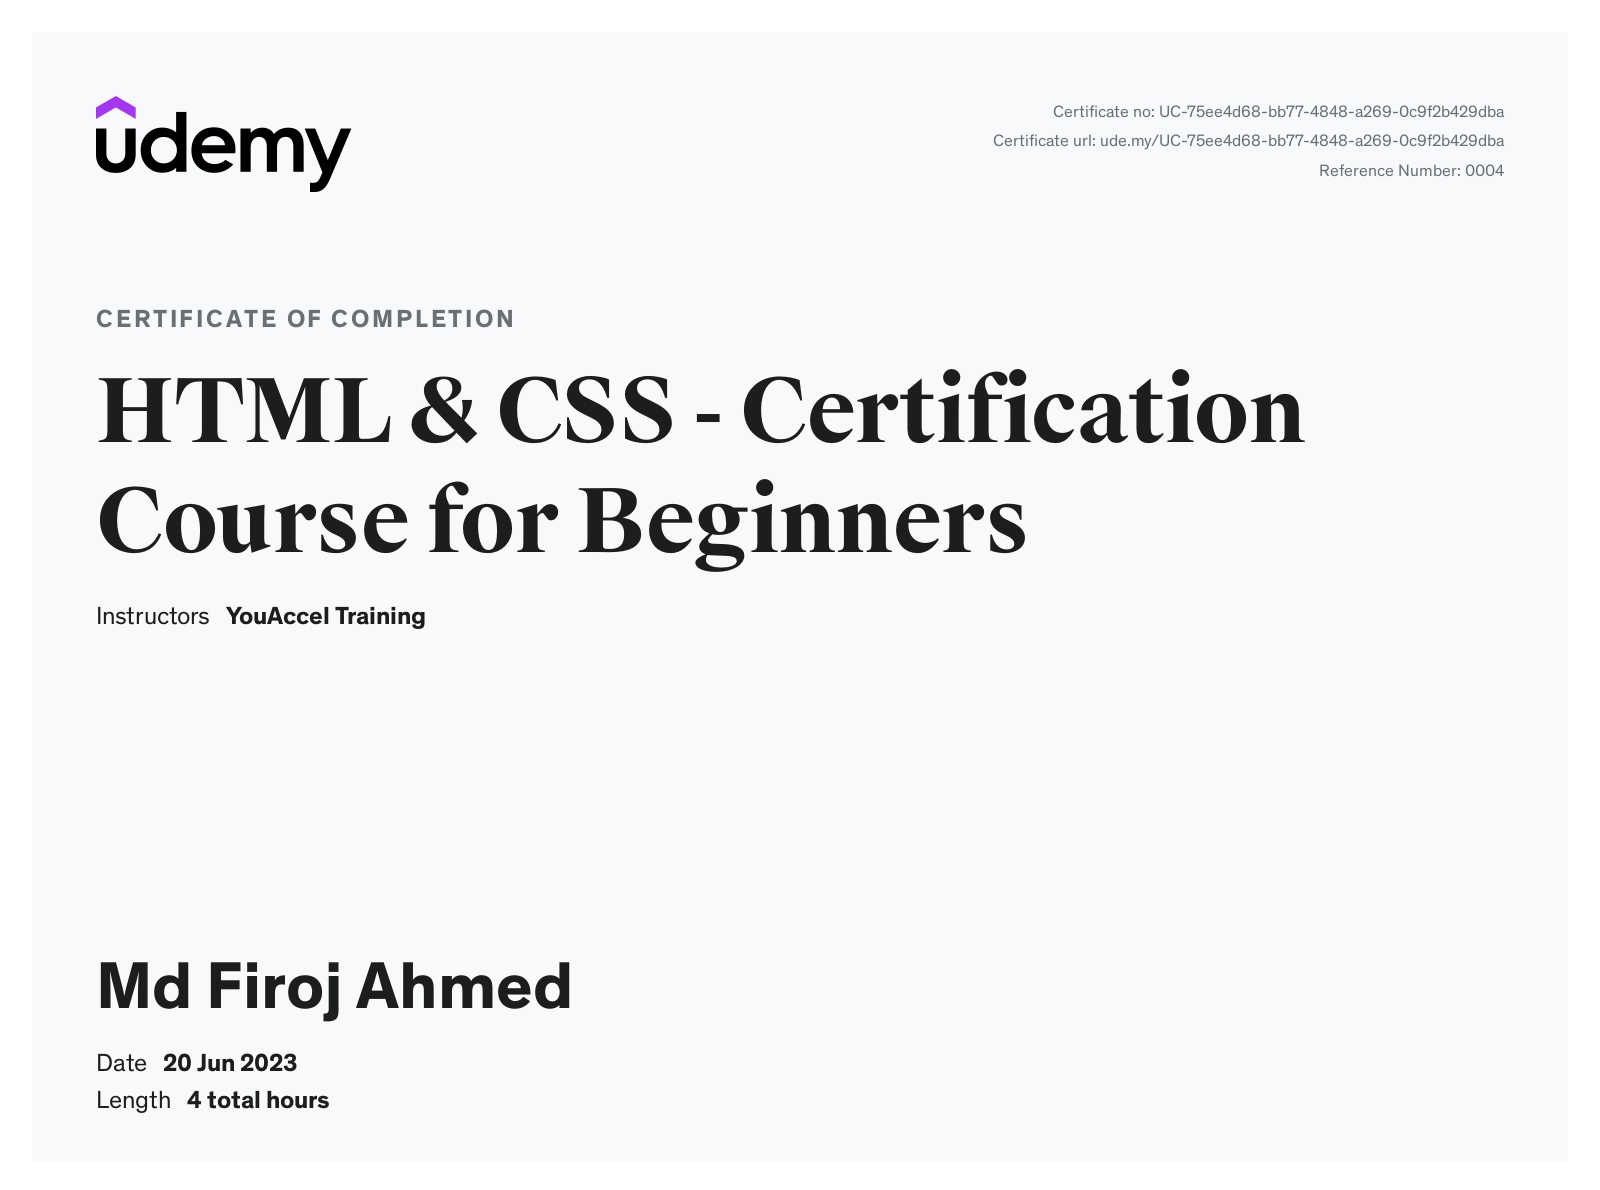 udemy
Certificate no: UC-75ee4d68-bb77-4848-a269-0c9f2b429dba
Certificate url: ude.my/UC-75ee4d68-bb77-4848-a269-0c9f2b429dba
Reference Number: 0004
CERTIFICATE OF COMPLETION
HTML & CSS - Certification
Course for Beginners
Instructors YouAccel Training
Md Firoj Ahmed
Date 20 Jun 2023
Length 4 total hours